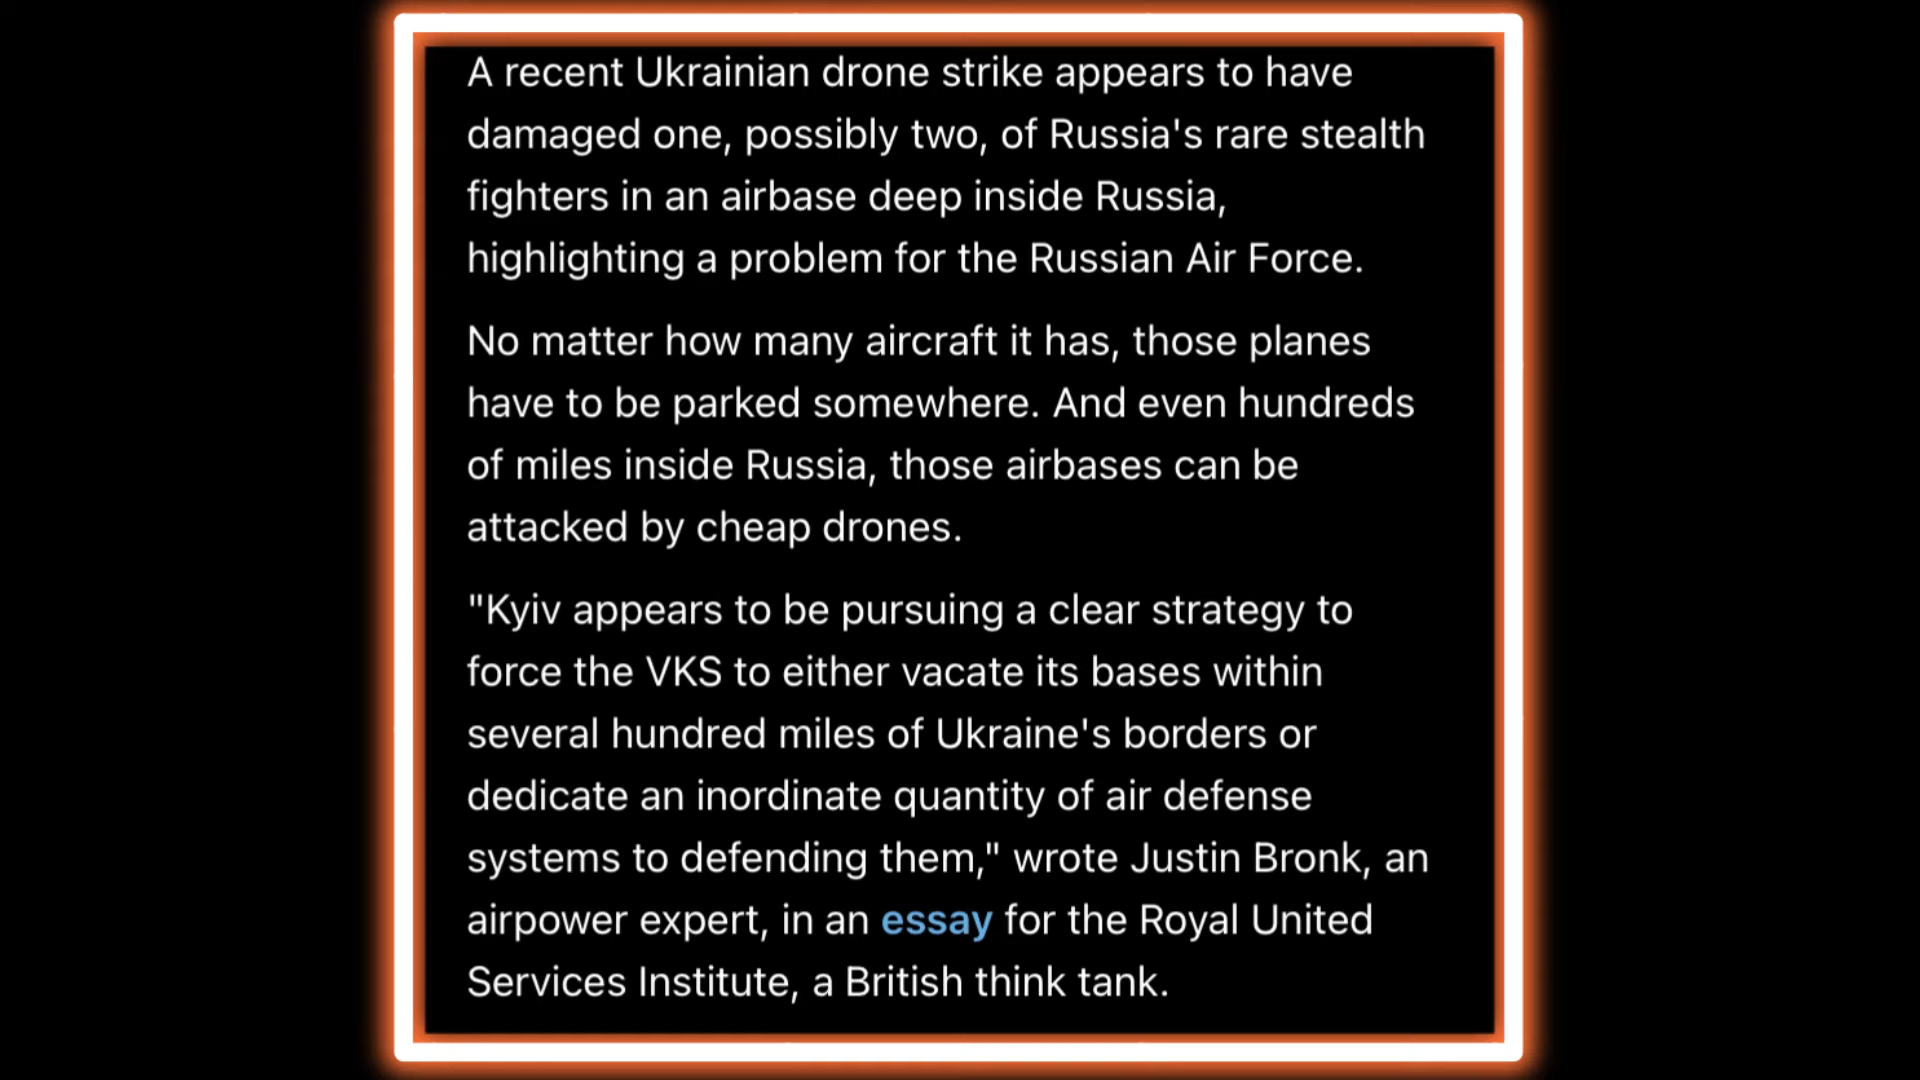 A recent Ukrainian drone strike appears to have
damaged one, possibly two, of Russia's rare stealth
fighters in an airbase deep inside Russia,
highlighting a problem for the Russian Air Force.
No matter how many aircraft it has, those planes
have to be parked somewhere. And even hundreds
of miles inside Russia, those airbases can be
attacked by cheap drones.
"Kyiv appears to be pursuing a clear strategy to
force the VKS to either vacate its bases within
several hundred miles of Ukraine's borders or
dedicate an inordinate quantity of air defense
systems to defending them," wrote Justin Bronk, an
airpower expert, in an essay for the Royal United
Services Institute, a British think tank.